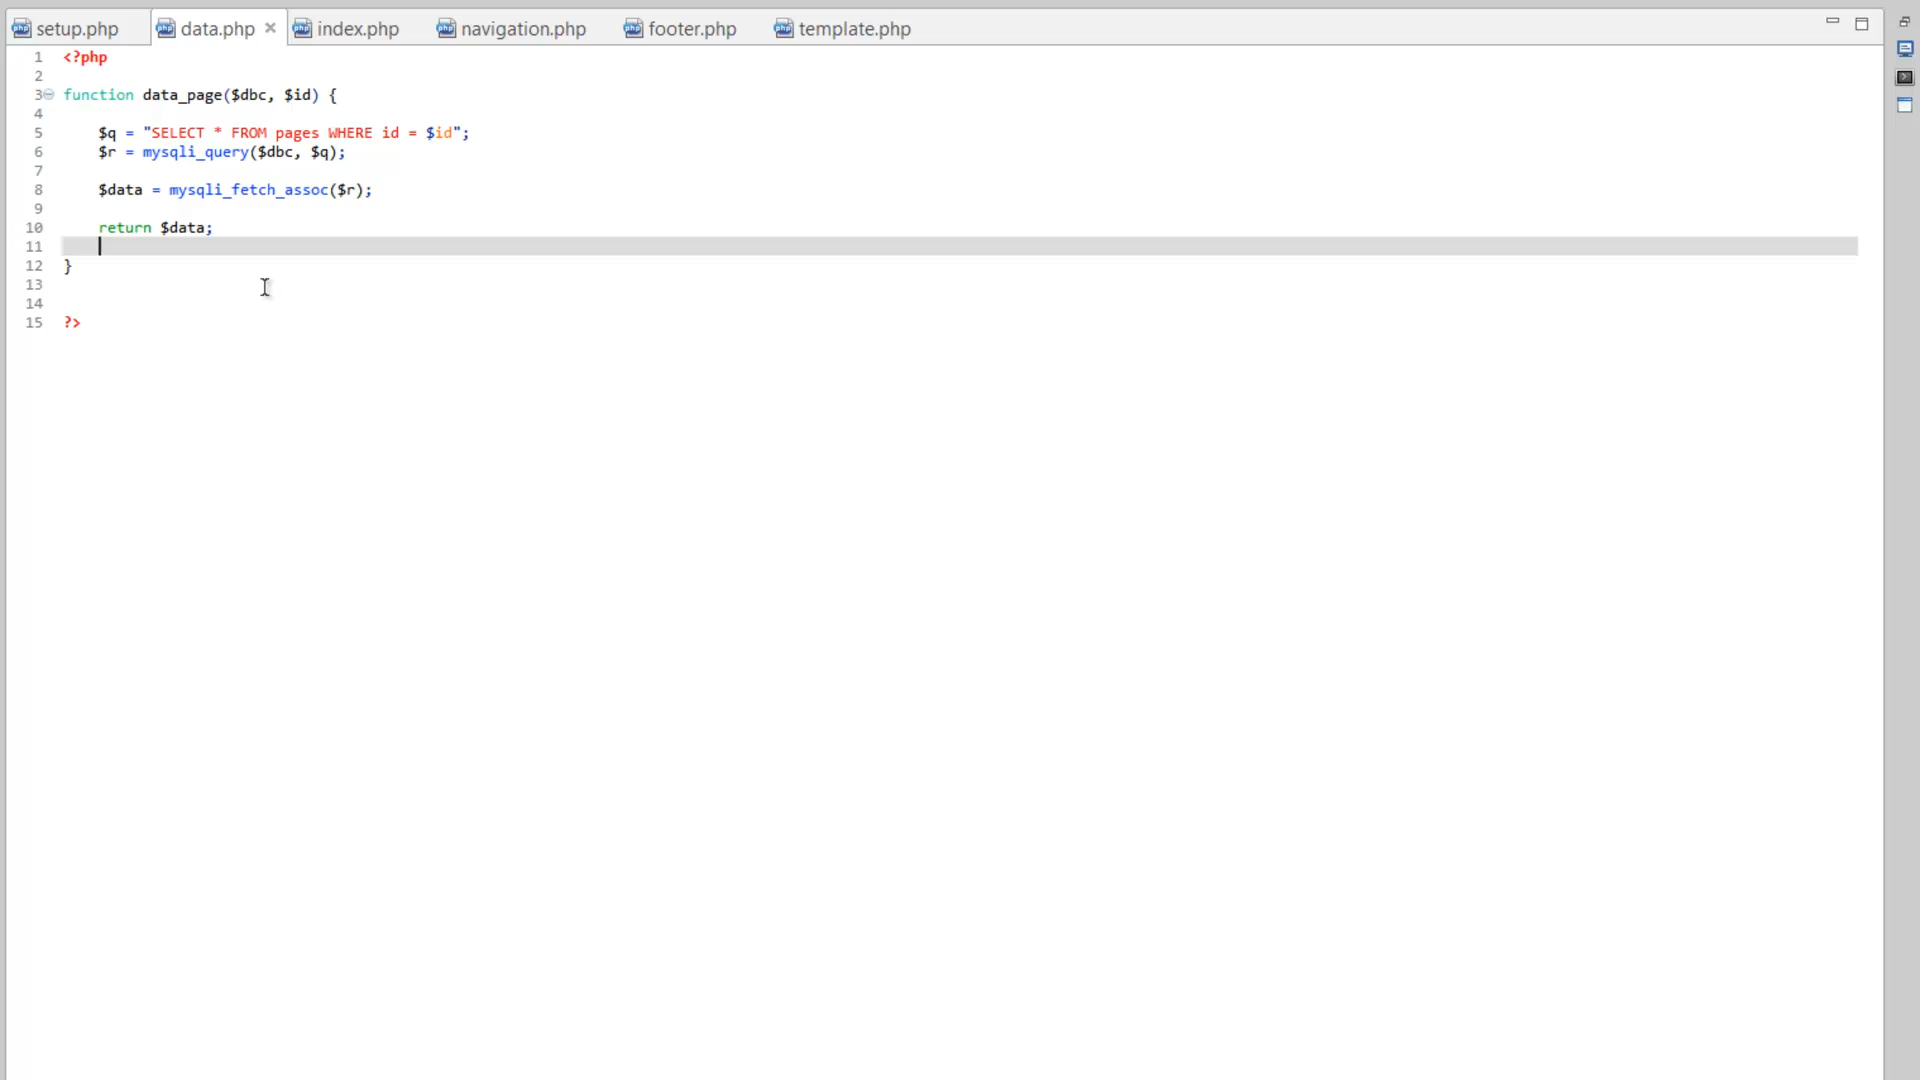 setup.php data.php index.php navigation.php footer.php template.php
1 <?php
2
3 function data_page($dbc, $id) {
4
5 $q = "SELECT * FROM pages WHERE id = $id";
6 $r = mysqli_query($dbc, $q);
7
8 $data = mysqli_fetch_assoc($r);
9
10 return $data;
11
12 }
13
14
15 ?>